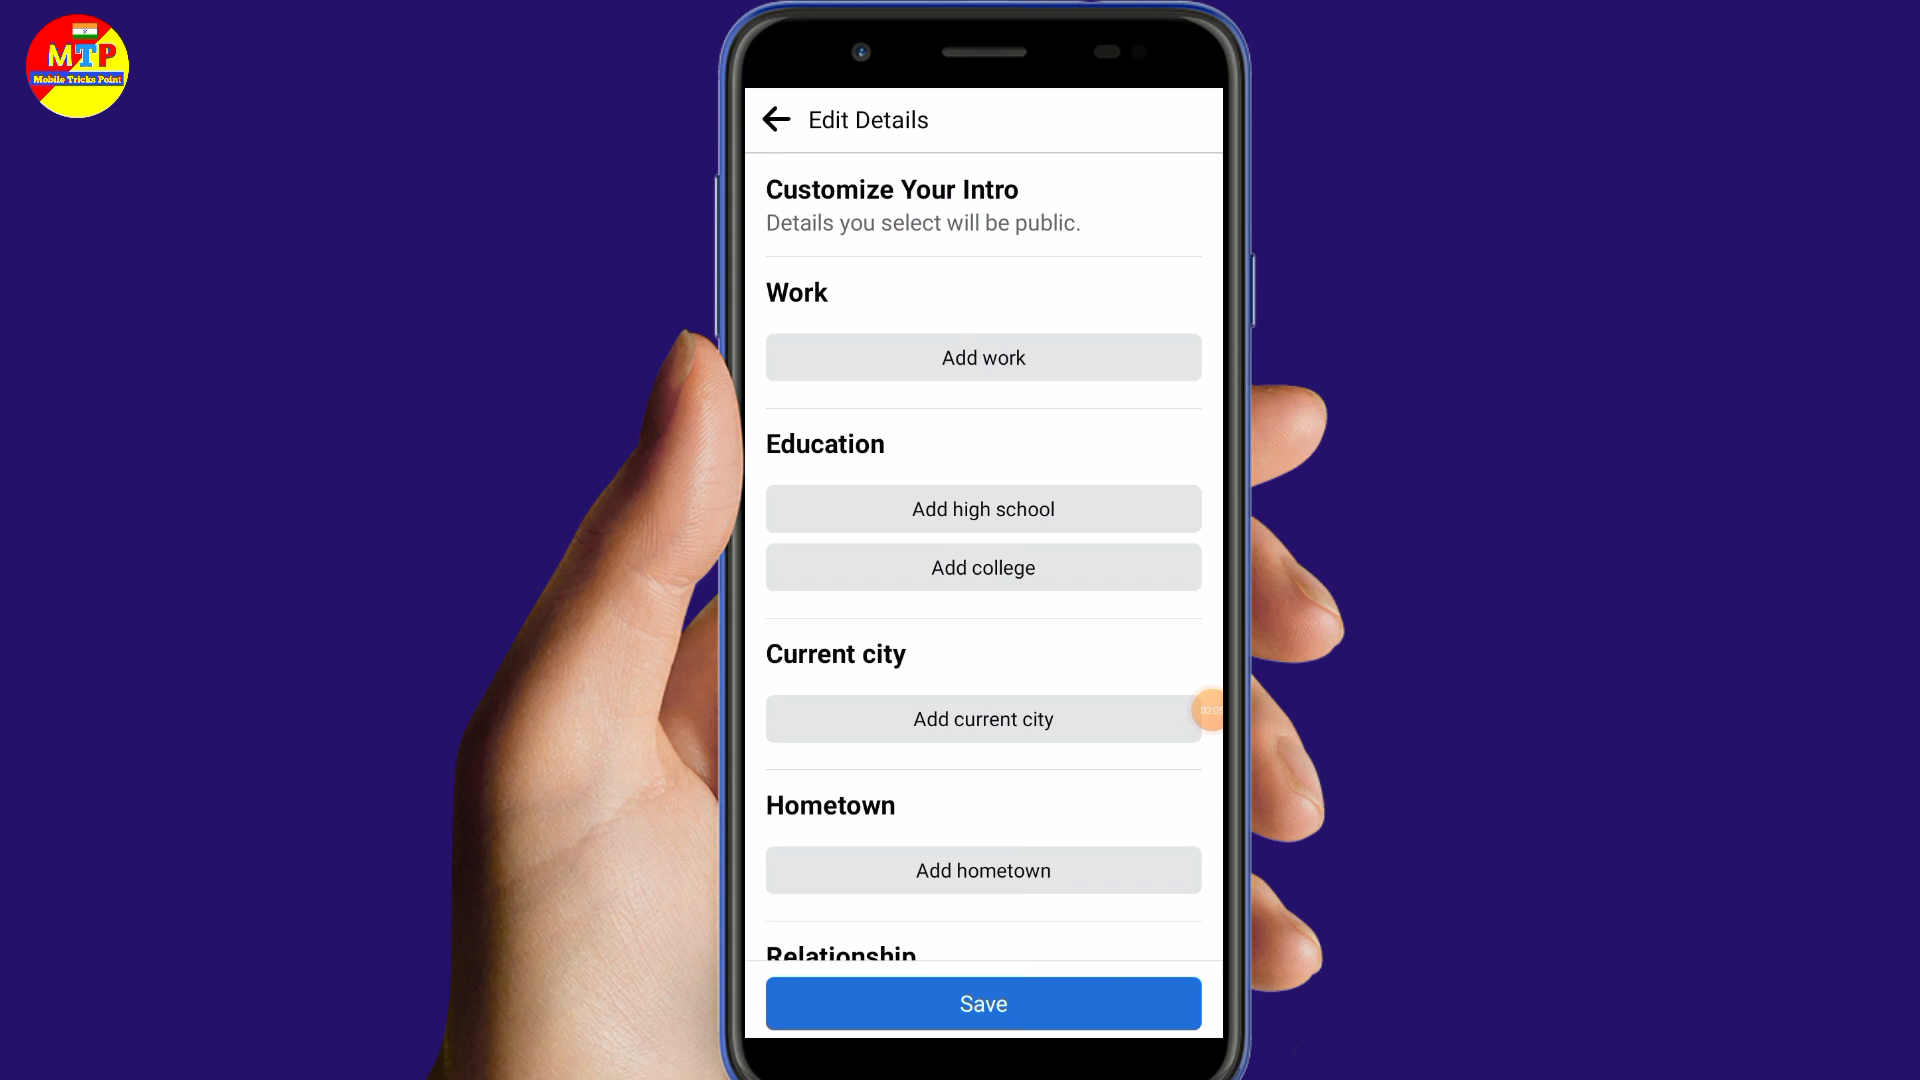 MTP
Mobile Tricks Point
Edit Details
Customize Your Intro
Details you select will be public.
Work
Add work
Education
Add high school
Add college
Current city
Add current city
Hometown
Add hometown
Relationship
Save